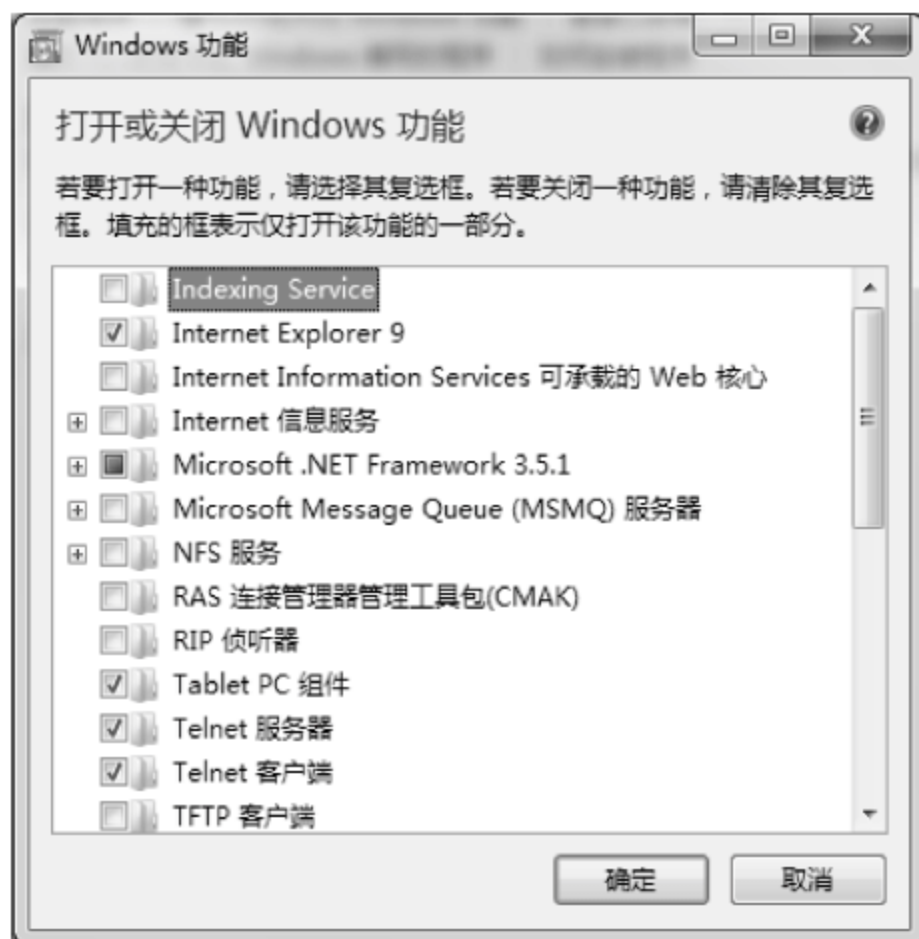 Windows 功能
打开或关闭 Windows 功能
若要打开一种功能，请选择其复选框。若要关闭一种功能，请清除其复选
框。填充的框表示仅打开该功能的一部分。
Indexing Service
Internet Explorer 9
Internet Information Services 可承载的 Web 核心
Internet 信息服务
Microsoft .NET Framework 3.5.1
Microsoft Message Queue (MSMQ) 服务器
NFS 服务
RAS 连接管理器管理工具包(CMAK)
RIP 侦听器
Tablet PC 组件
Telnet 服务器
Telnet 客户端
TFTP 客户端
确定
取消